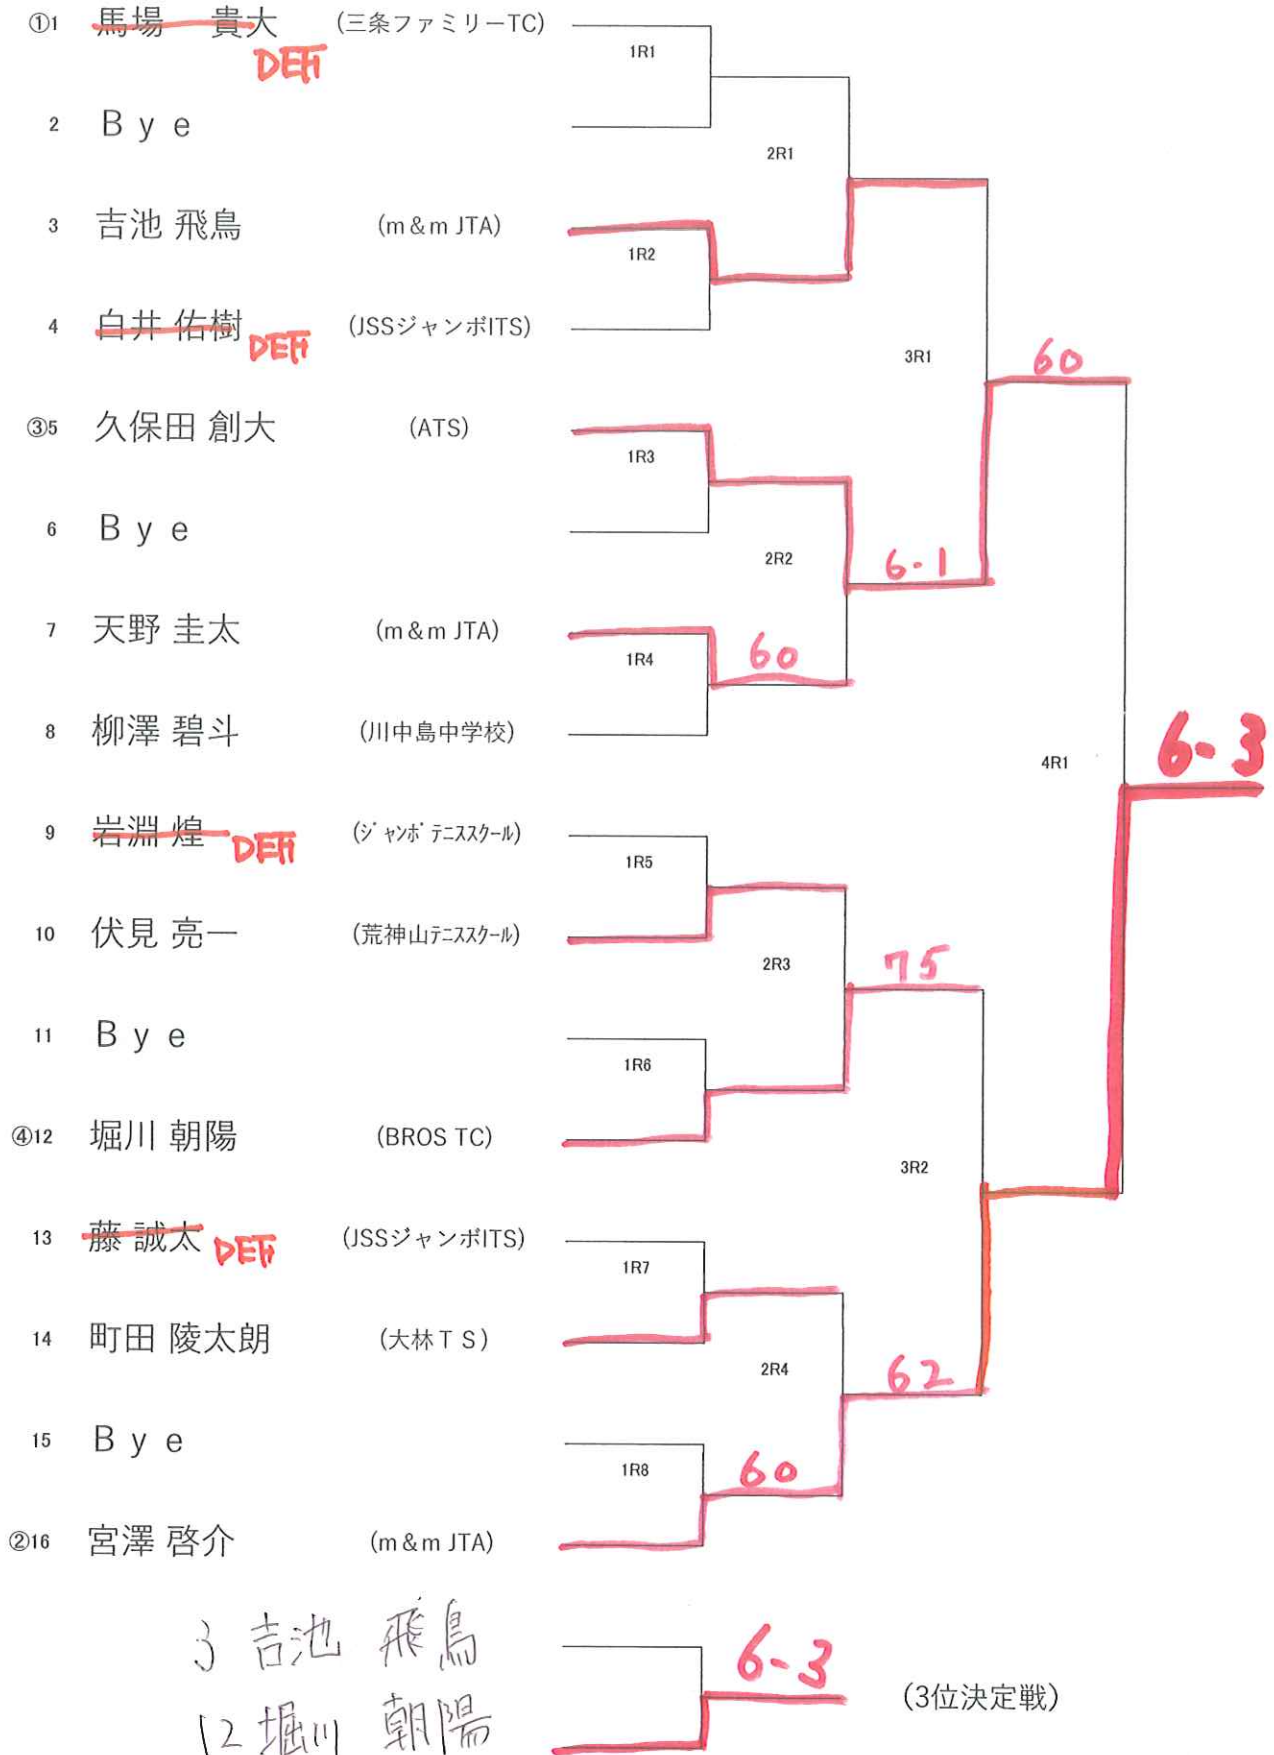 ①1 馬場 貴大 (三条ファミリーTC)
DEF
1R1
2 Bye
2R1
3 吉池 飛鳥 (m&m JTA)
1R2
4 白井 佑樹 DEF (JSSジャンボITS)
3R1
60
③5 久保田 創大 (ATS)
1R3
6 Bye
2R2
6-1
7 天野 圭太 (m&m JTA)
1R4
60
8 柳澤 碧斗 (川中島中学校)
4R1
6-3
9 岩淵 煌 DEF (ジャンボテニススクール)
1R5
10 伏見 亮一 (荒神山テニススクール)
2R3
75
11 Bye
1R6
④12 堀川 朝陽 (BROS TC)
3R2
13 藤 誠太 DEF (JSSジャンボITS)
1R7
14 町田 陵太朗 (大林TS)
2R4
62
15 Bye
1R8
60
②16 宮澤 啓介 (m&m JTA)
3 吉池 飛鳥
6-3 (3位決定戦)
12 堀川 朝陽